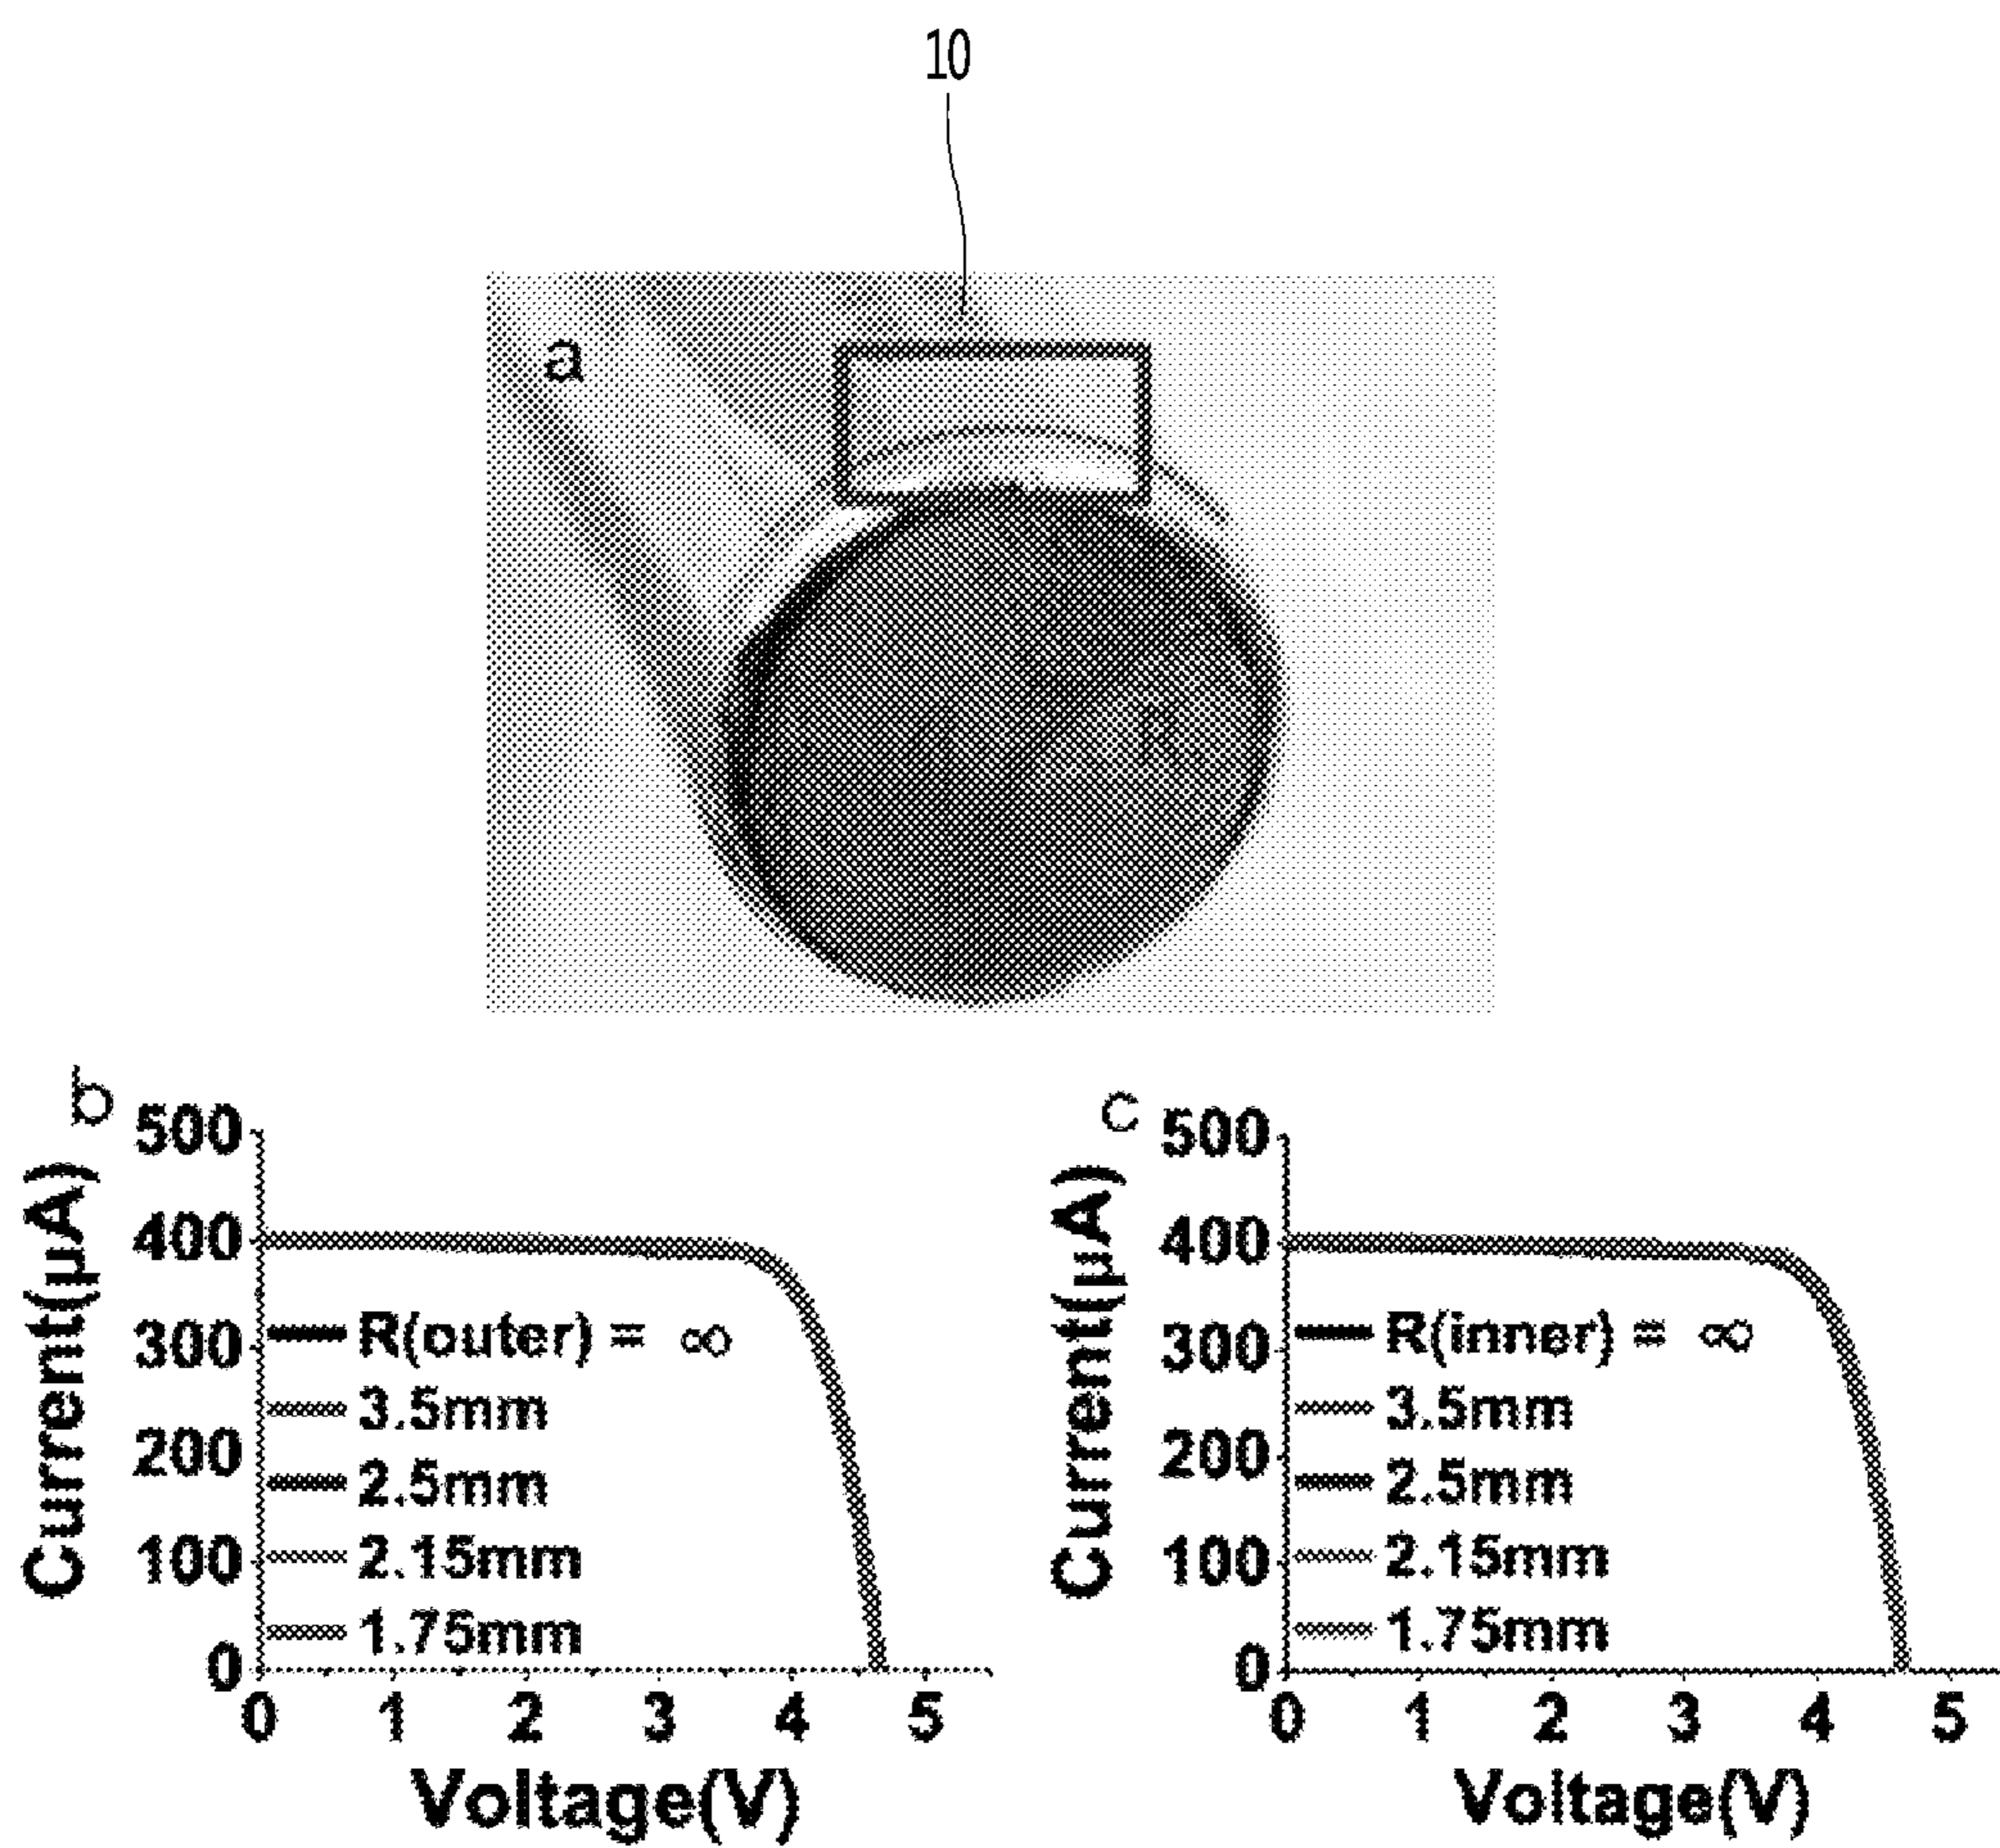 10
a
R
b
500
400
300
200
100
0
Current(μA)
R(outer) = ∞
3.5mm
2.5mm
2.15mm
1.75mm
0 1 2 3 4 5
Voltage(V)
c
500
400
300
200
100
0
Current(μA)
R(inner) = ∞
3.5mm
2.5mm
2.15mm
1.75mm
0 1 2 3 4 5
Voltage(V)